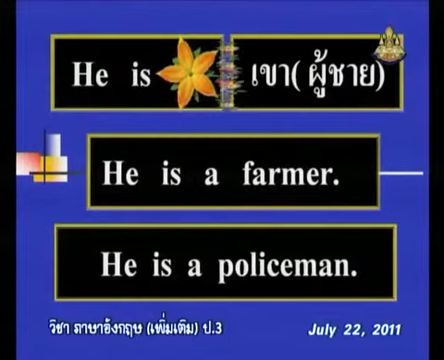 He is เขา( ผู้ชาย)
He is a farmer.
He is a policeman.
วิชา ภาษาอังกฤษ (เพิ่มเติม) ป.3 July 22, 2011